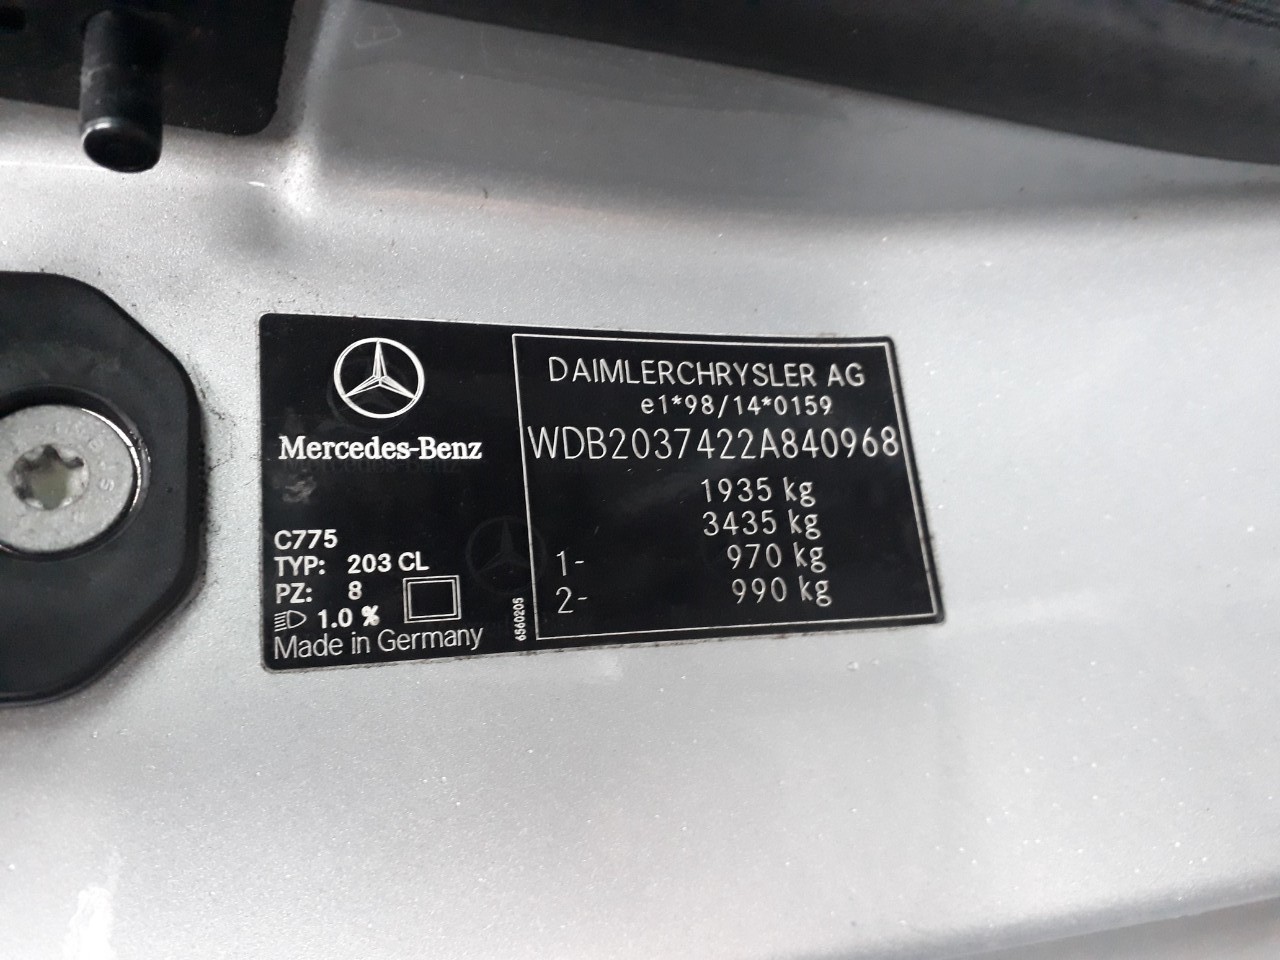 Mercedes-Benz
C775
TYP: 203 CL
PZ: 8
1.0 %
Made in Germany
6560205
DAIMLERCHRYSLER AG
e1*98/14*0159
WDB2037422A840968
1935 kg
3435 kg
1- 970 kg
2- 990 kg